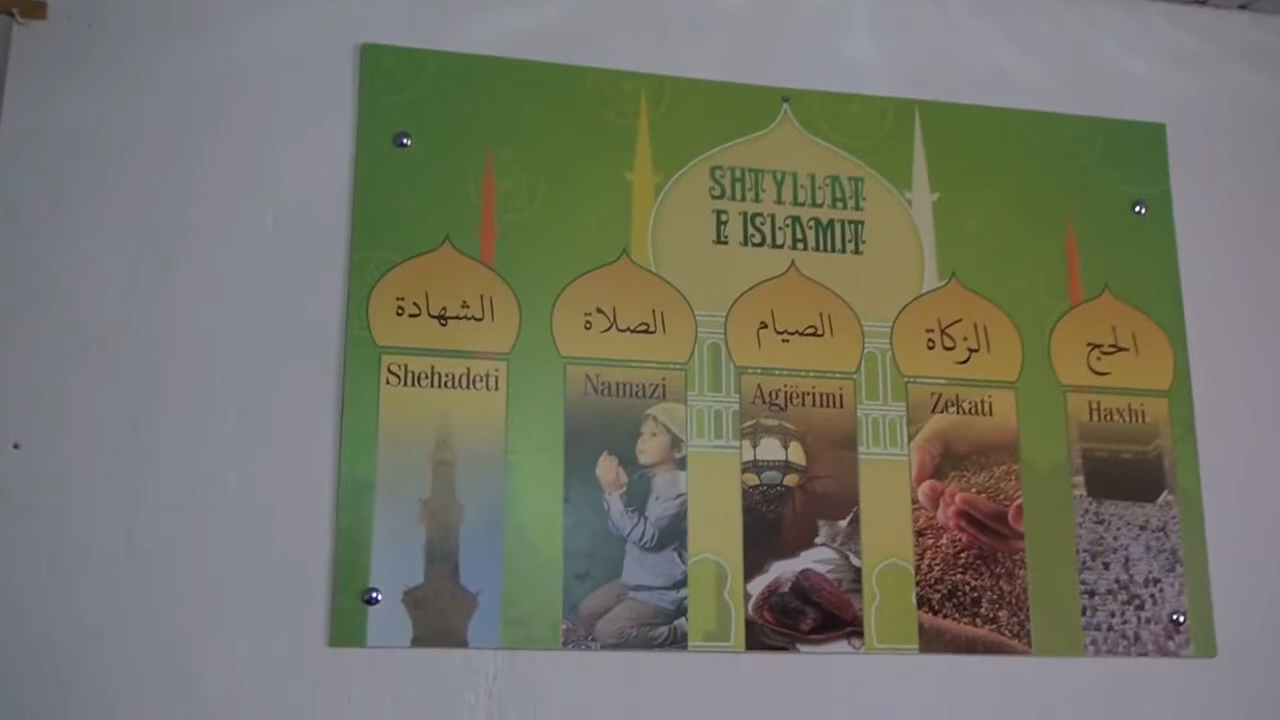 SHTYLLAT
E ISLAMIT
الشهادة
الصلاة
الصيام
الزكاة
الحج
Shehadeti
Namazi
Agjërimi
Zekati
Haxhi